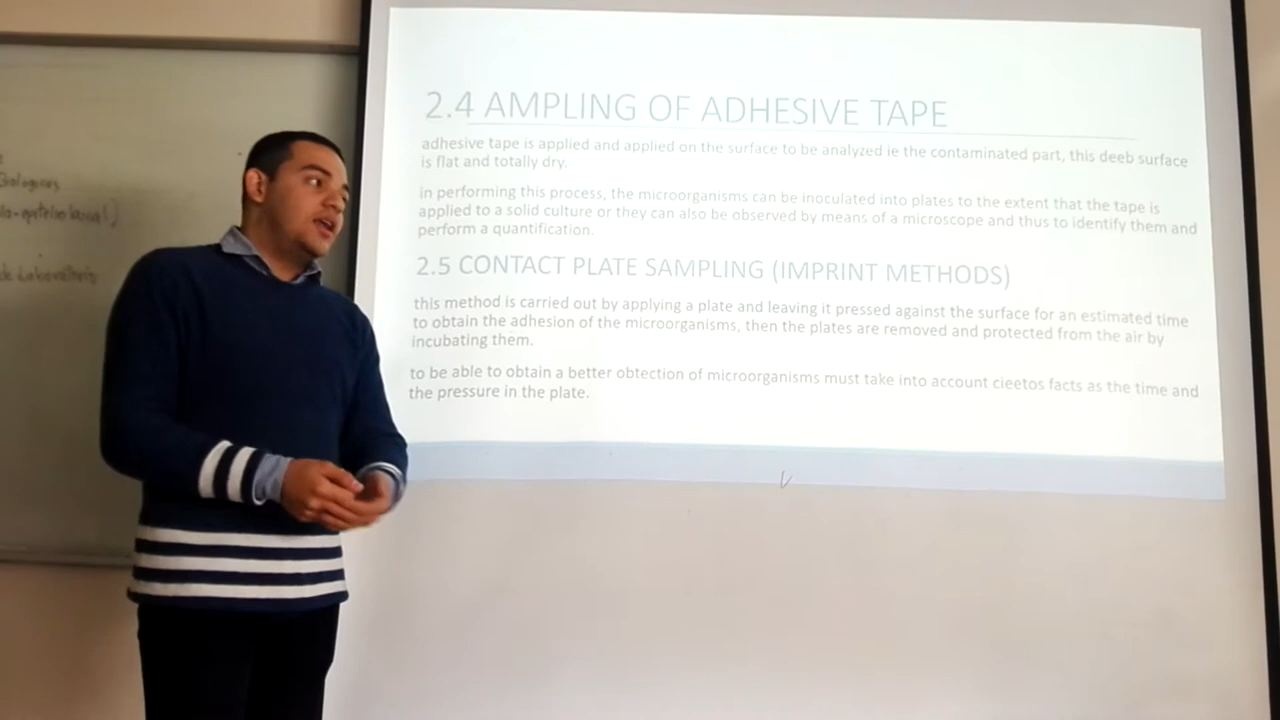 Biologicos
de Laboratorio
2.4 AMPLING OF ADHESIVE TAPE
adhesive tape is applied and applied on the surface to be analyzed ie the contaminated part, this deeb surface
is flat and totally dry.
in performing this process, the microorganisms can be inoculated into plates to the extent that the tape is
applied to a solid culture or they can also be observed by means of a microscope and thus to identify them and
perform a quantification.
2.5 CONTACT PLATE SAMPLING (IMPRINT METHODS)
this method is carried out by applying a plate and leaving it pressed against the surface for an estimated time
to obtain the adhesion of the microorganisms, then the plates are removed and protected from the air by
incubating them.
to be able to obtain a better obtection of microorganisms must take into account cieetos facts as the time and
the pressure in the plate.